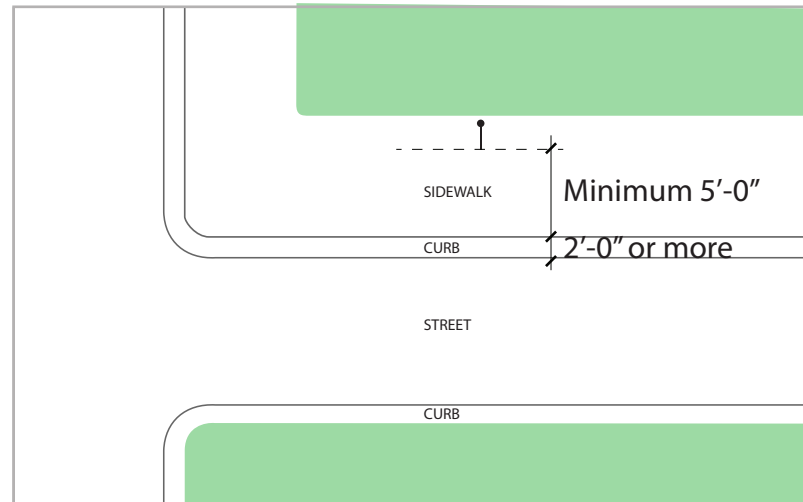 SIDEWALK
Minimum 5’-0”
CURB
2’-0” or more
STREET
CURB